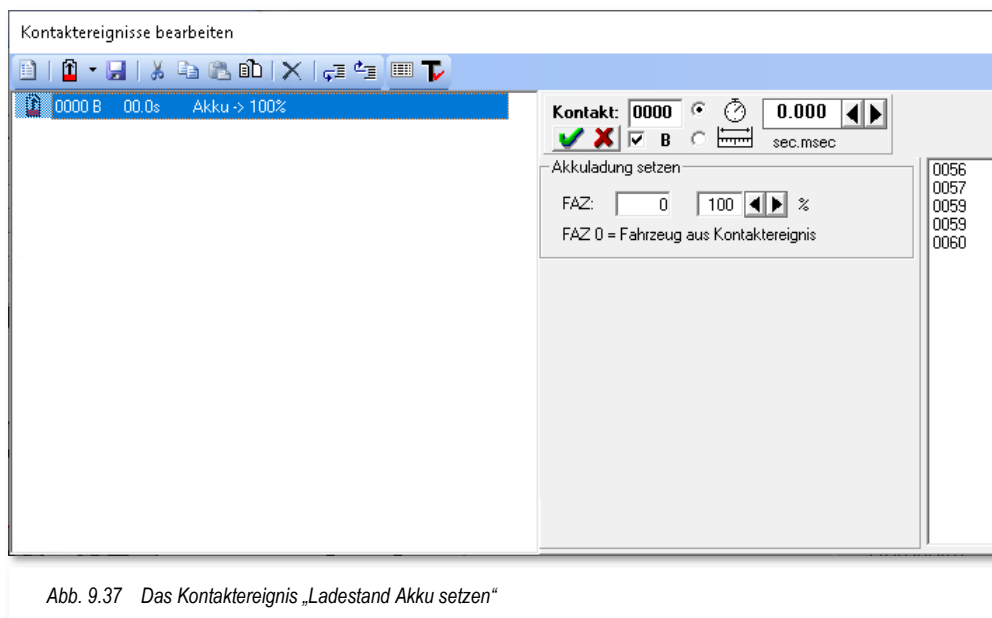 Kontaktereignisse bearbeiten
0000 B 00.0s Akku -> 100%
Kontakt: 0000 0.000
B sec.msec
Akkuladung setzen
FAZ: 0 100 %
FAZ 0 = Fahrzeug aus Kontaktereignis
0056
0057
0059
0059
0060
Abb. 9.37 Das Kontaktereignis „Ladestand Akku setzen“